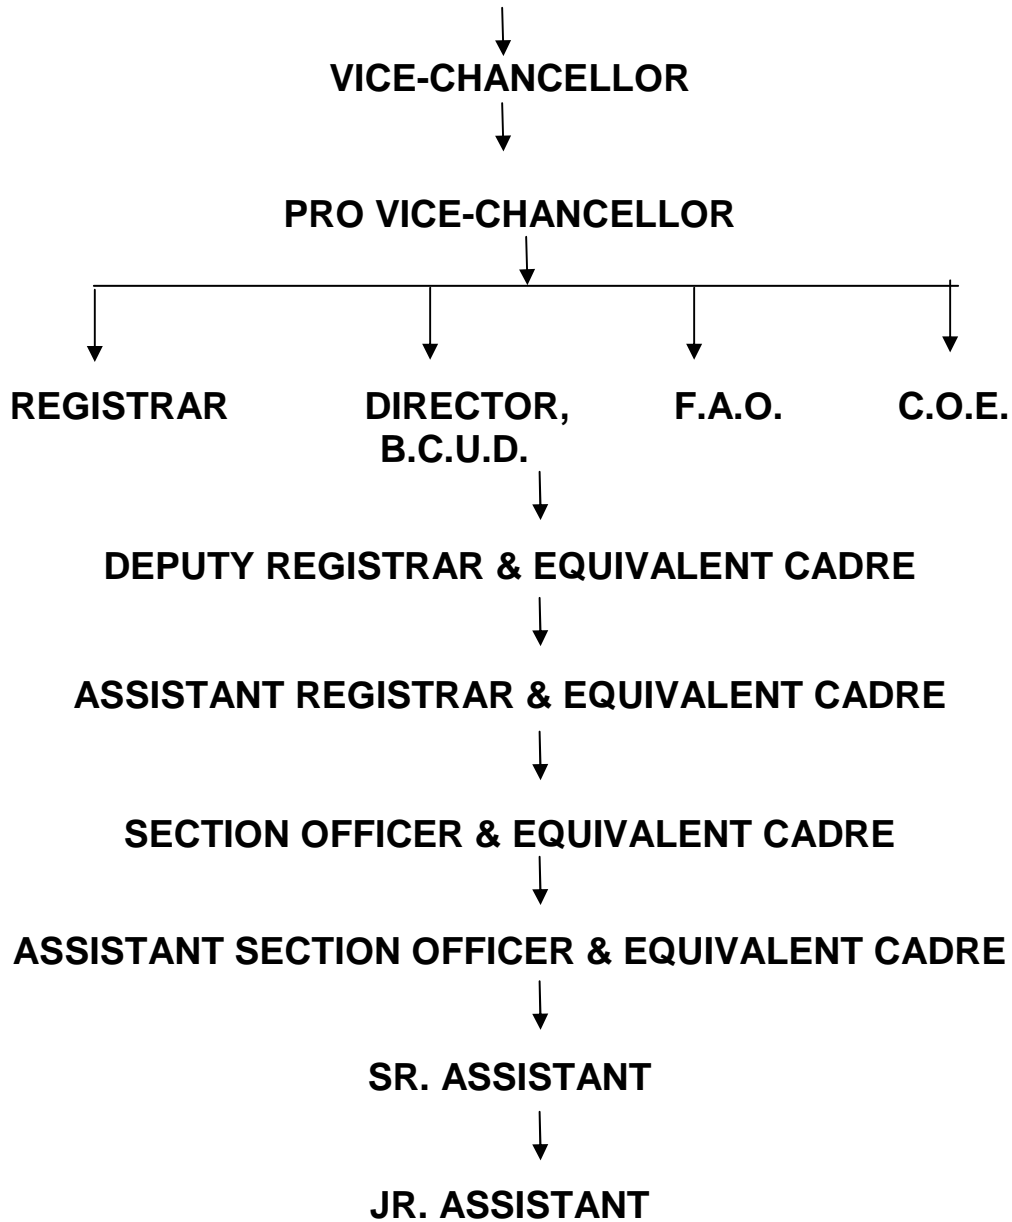 VICE-CHANCELLOR
PRO VICE-CHANCELLOR
REGISTRAR DIRECTOR, F.A.O. C.O.E.
B.C.U.D.
DEPUTY REGISTRAR & EQUIVALENT CADRE
ASSISTANT REGISTRAR & EQUIVALENT CADRE
SECTION OFFICER & EQUIVALENT CADRE
ASSISTANT SECTION OFFICER & EQUIVALENT CADRE
SR. ASSISTANT
JR. ASSISTANT